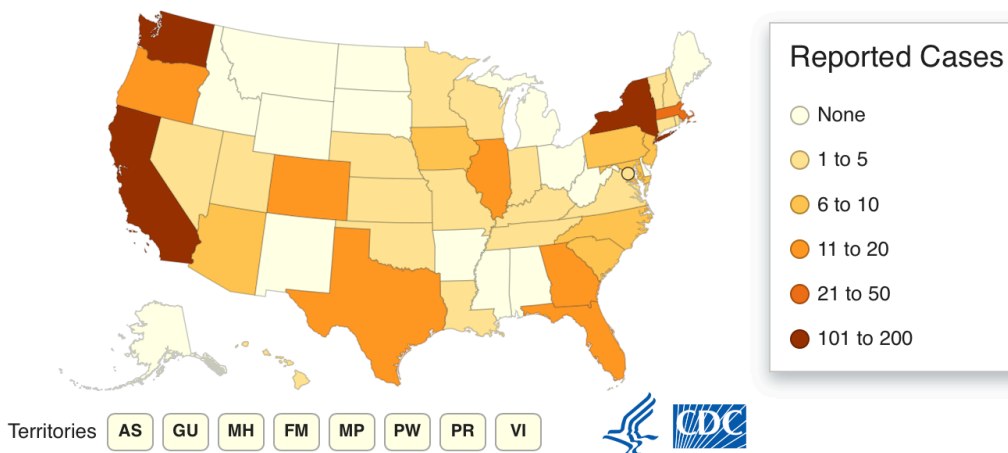 Reported Cases
None
1 to 5
6 to 10
11 to 20
21 to 50
101 to 200
Territories AS GU MH FM MP PW PR VI
CDC